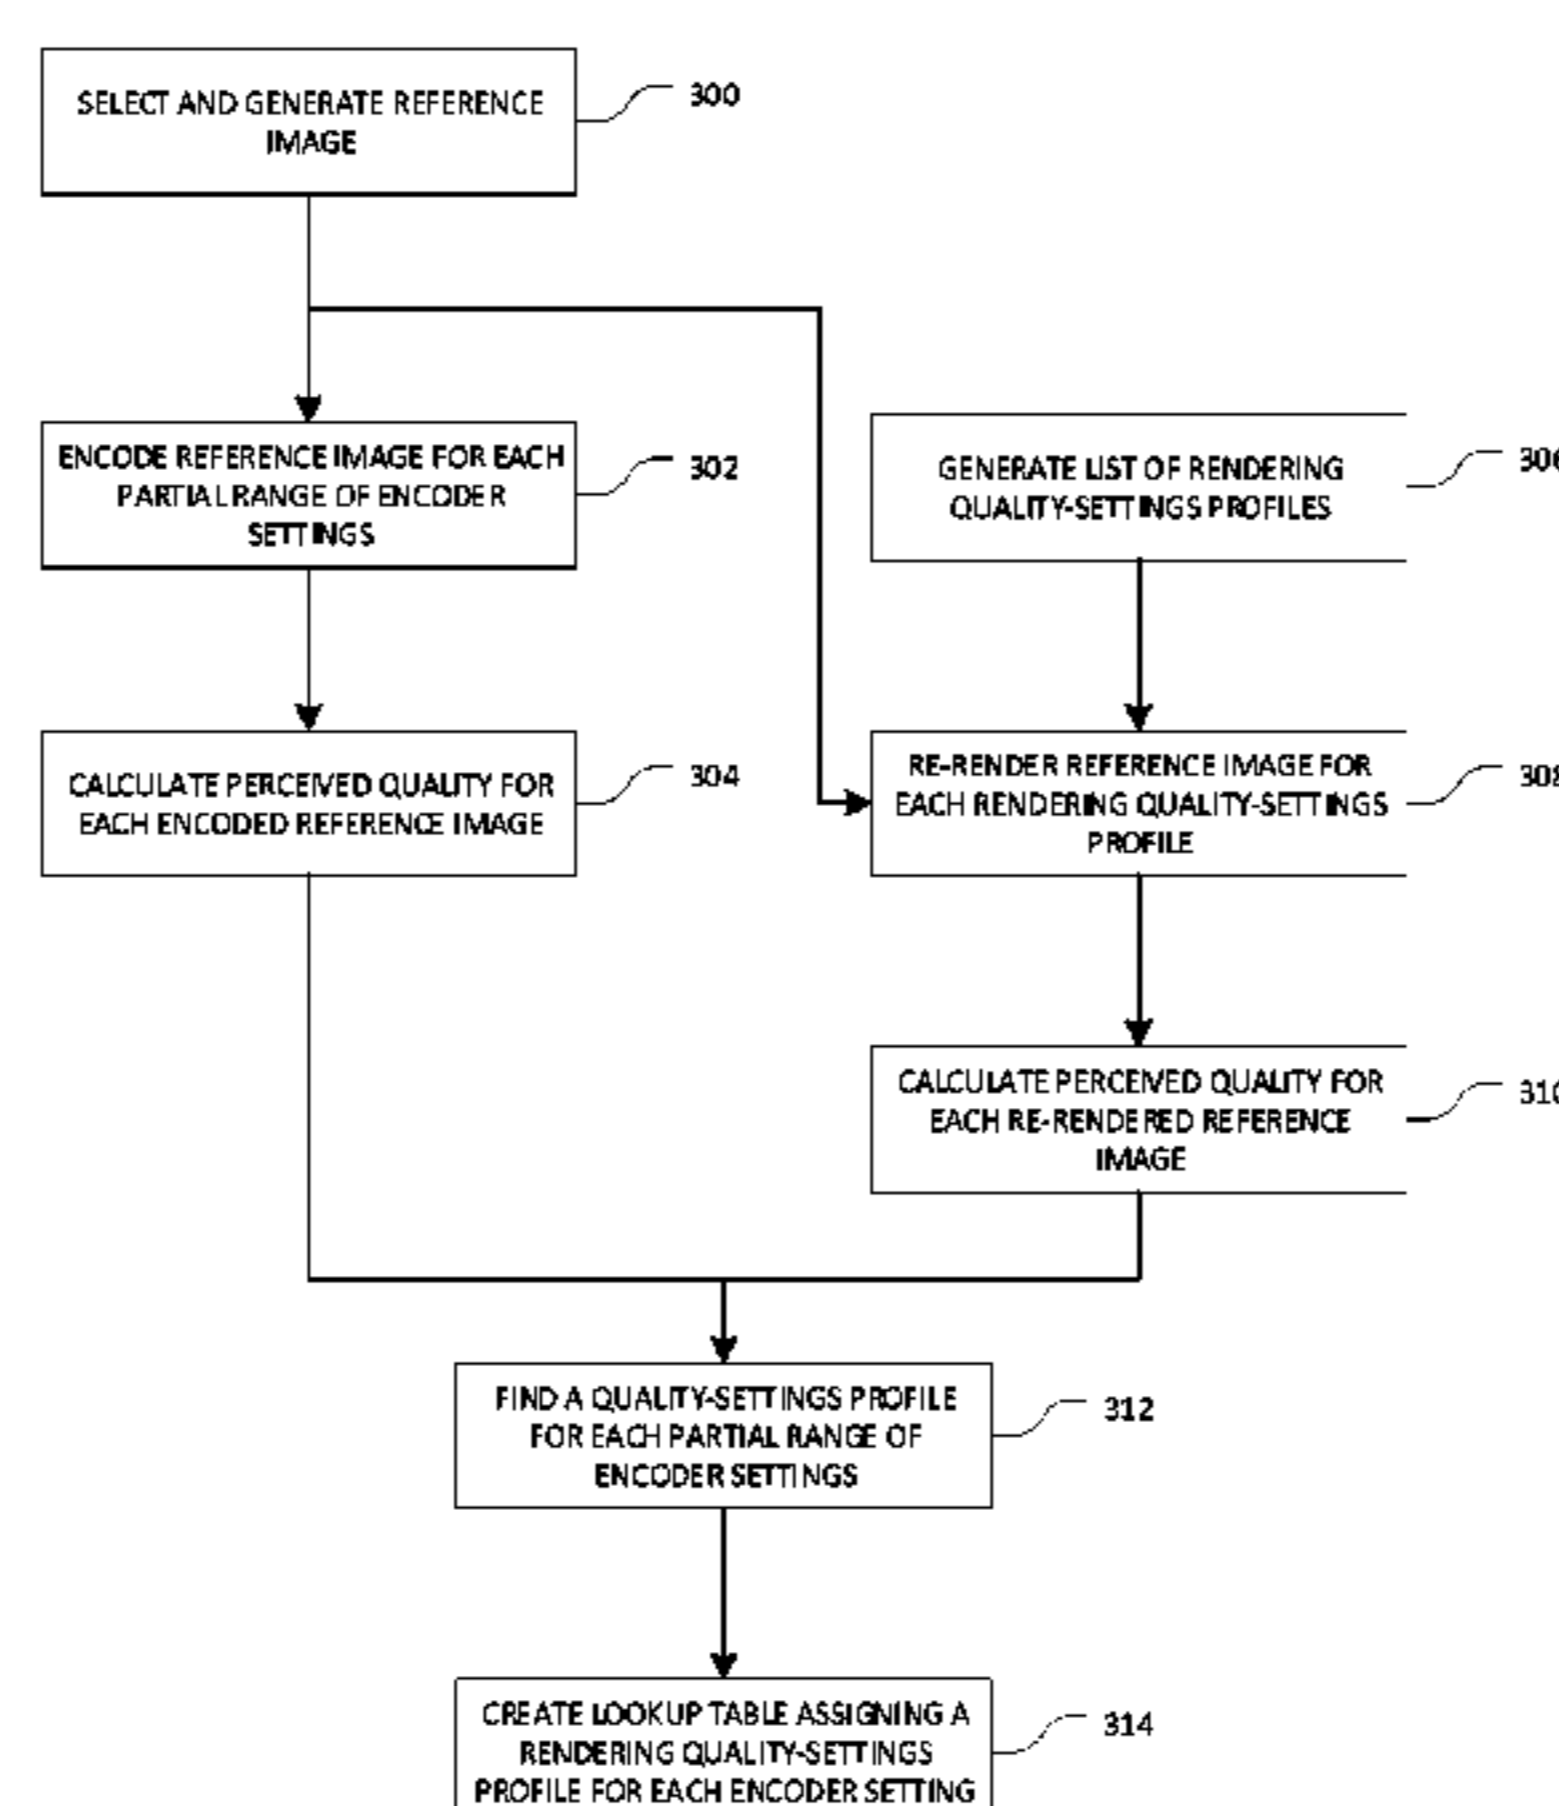 SELECT AND GENERATE REFERENCE
IMAGE
300
ENCODE REFERENCE IMAGE FOR EACH
PARTIAL RANGE OF ENCODER
SETTINGS
302
GENERATE LIST OF RENDERING
QUALITY-SETTINGS PROFILES
306
CALCULATE PERCEIVED QUALITY FOR
EACH ENCODED REFERENCE IMAGE
304
RE-RENDER REFERENCE IMAGE FOR
EACH RENDERING QUALITY-SETTINGS
PROFILE
308
CALCULATE PERCEIVED QUALITY FOR
EACH RE-RENDERED REFERENCE
IMAGE
310
FIND A QUALITY-SETTINGS PROFILE
FOR EACH PARTIAL RANGE OF
ENCODER SETTINGS
312
CREATE LOOKUP TABLE ASSIGNING A
RENDERING QUALITY-SETTINGS
PROFILE FOR EACH ENCODER SETTING
314